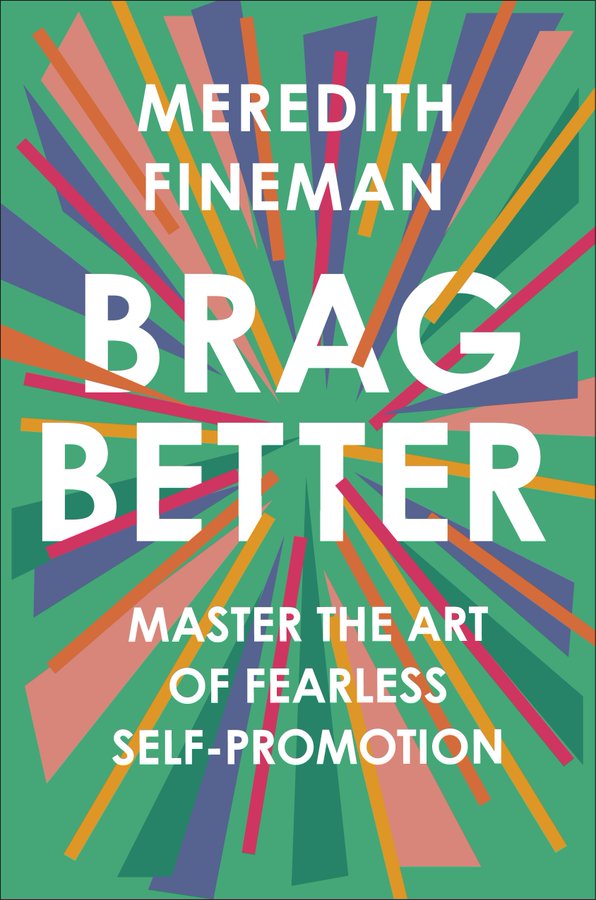 MEREDITH
FINEMAN
BRAG
BETTER
MASTER THE ART
OF FEARLESS
SELF-PROMOTION